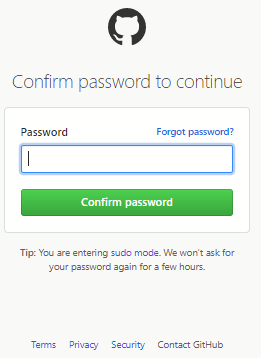 Confirm password to continue
Password Forgot password?
Confirm password
Tip: You are entering sudo mode. We won't ask for
your password again for a few hours.
Terms Privacy Security Contact GitHub